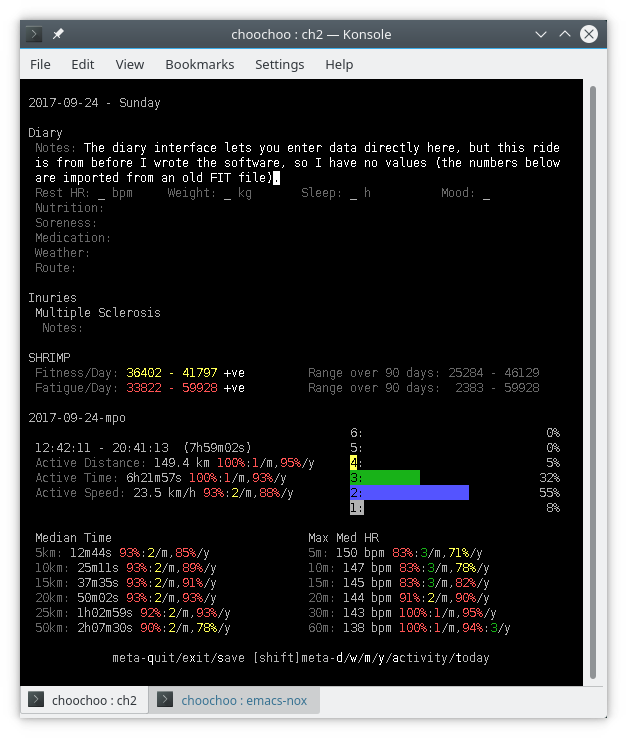 choochoo : ch2 — Konsole
File Edit View Bookmarks Settings Help
2017-09-24 - Sunday
Diary
Notes: The diary interface lets you enter data directly here, but this ride
is from before I wrote the software, so I have no values (the numbers below
are imported from an old FIT file).
Rest HR: _ bpm Weight: _ kg Sleep: _ h Mood: _
Nutrition:
Soreness:
Medication:
Weather:
Route:
Inuries
Multiple Sclerosis
Notes:
SHRIMP
Fitness/Day: 36402 - 41797 +ve Range over 90 days: 25284 - 46129
Fatigue/Day: 33822 - 59928 +ve Range over 90 days: 2383 - 59928
2017-09-24-mpo
6: 0%
12:42:11 - 20:41:13 (7h59m02s) 5: 0%
Active Distance: 149.4 km 100%:1/m,95%/y 4: 5%
Active Time: 6h21m57s 100%:1/m,93%/y 3: 32%
Active Speed: 23.5 km/h 93%:2/m,88%/y 2: 55%
1: 8%
Median Time Max Med HR
5km: 12m44s 93%:2/m,85%/y 5m: 150 bpm 83%:3/m,71%/y
10km: 25m11s 93%:2/m,89%/y 10m: 147 bpm 83%:3/m,78%/y
15km: 37m35s 93%:2/m,91%/y 15m: 145 bpm 83%:3/m,82%/y
20km: 50m02s 93%:2/m,93%/y 20m: 144 bpm 91%:2/m,90%/y
25km: 1h02m59s 92%:2/m,93%/y 30m: 143 bpm 100%:1/m,95%/y
50km: 2h07m30s 90%:2/m,78%/y 60m: 138 bpm 100%:1/m,94%:3/y
meta-quit/exit/save [shift]meta-d/w/m/y/activity/today
choochoo : ch2 choochoo : emacs-nox